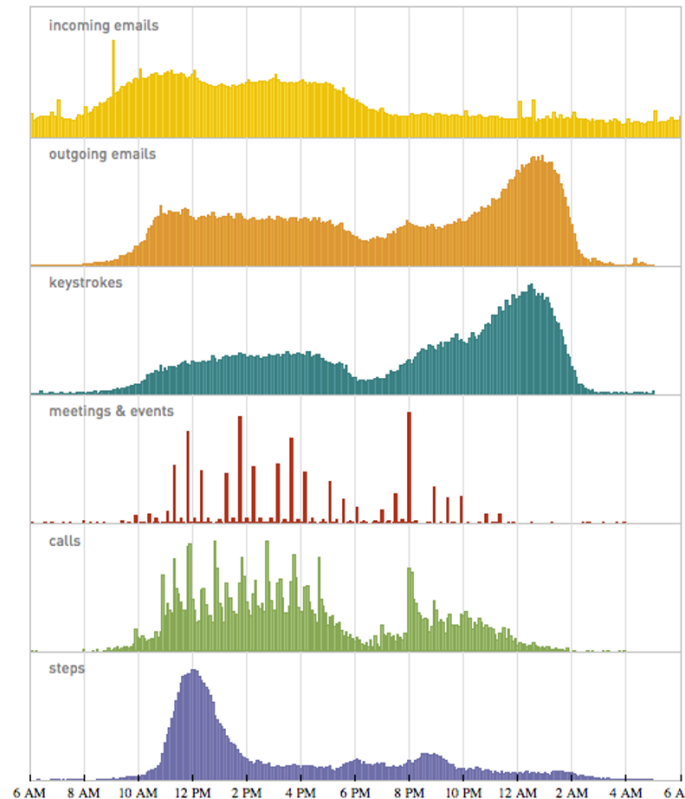 incoming emails
outgoing emails
keystrokes
meetings & events
calls
steps
6 AM 8 AM 10 AM 12 PM 2 PM 4 PM 6 PM 8 PM 10 PM 12 AM 2 AM 4 AM 6 A